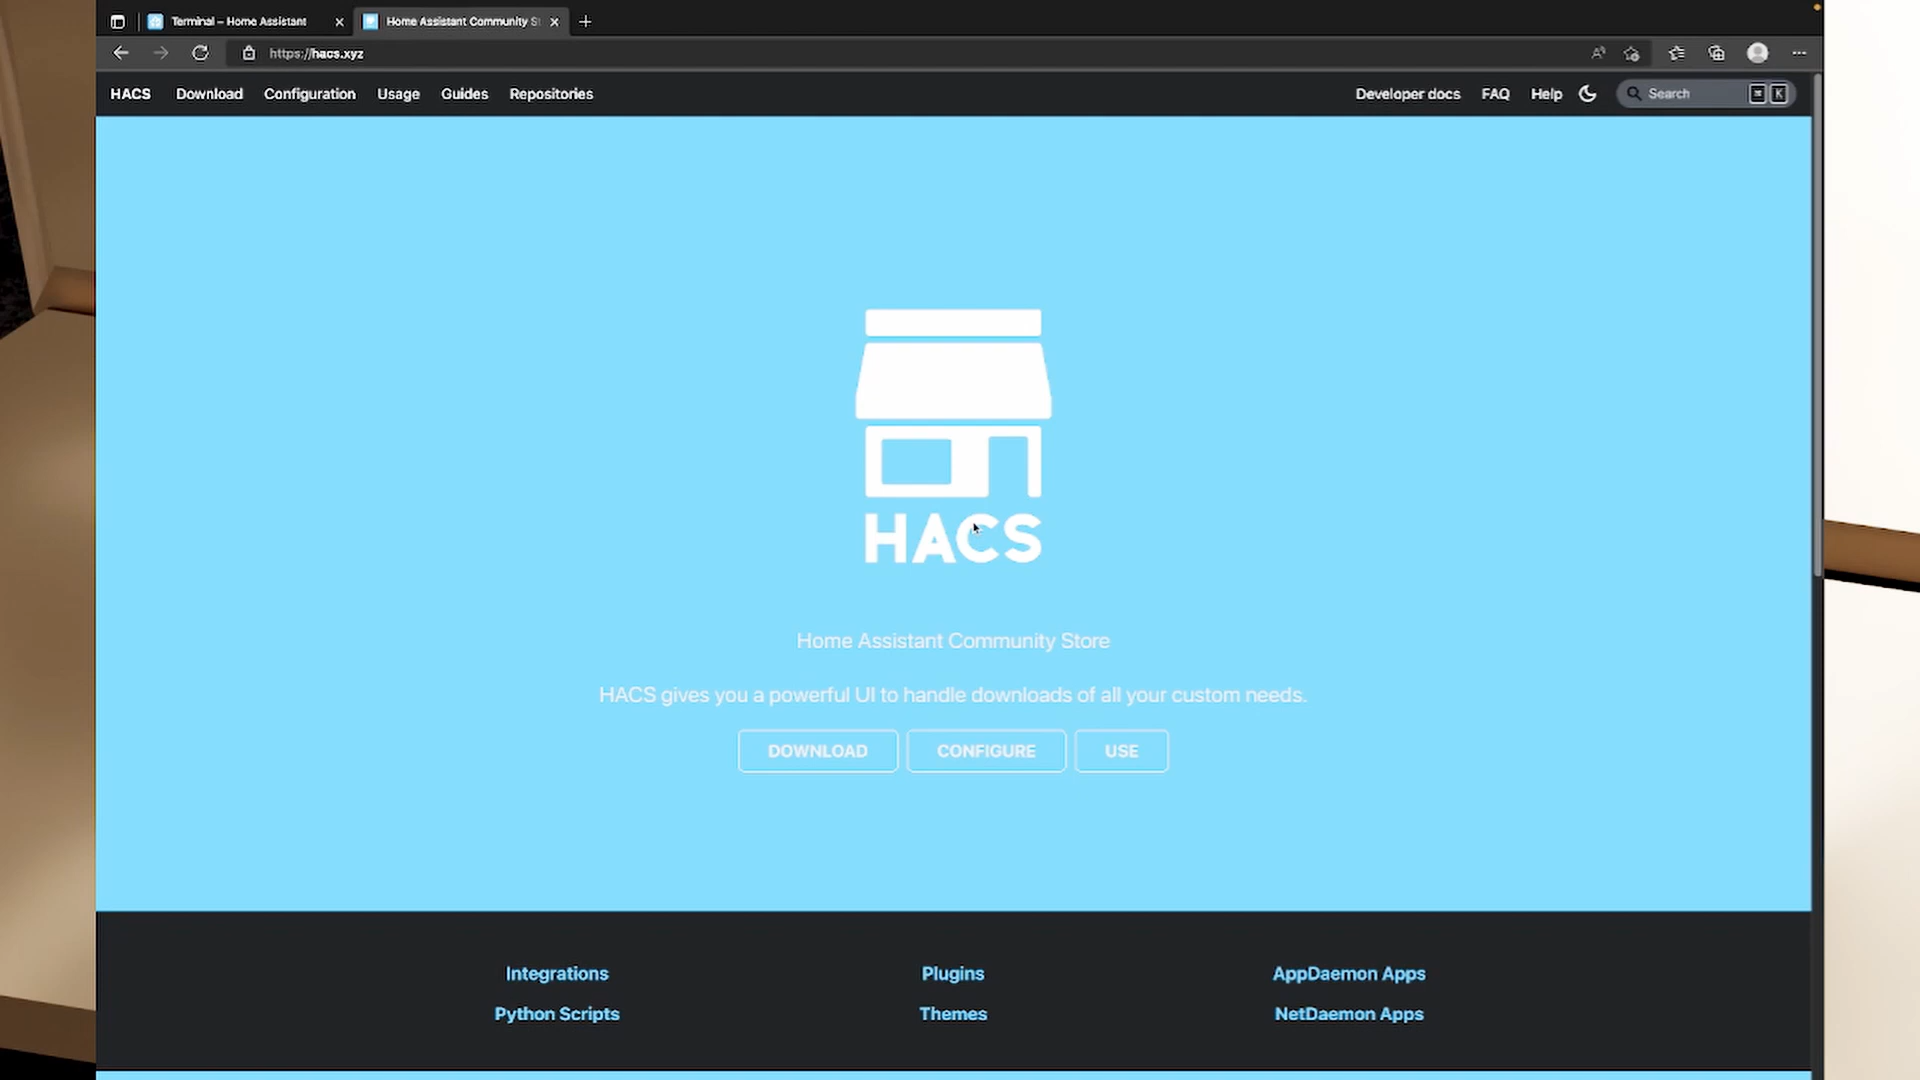 Terminal – Home Assistant
Home Assistant Community St
https://hacs.xyz
HACS Download Configuration Usage Guides Repositories Developer docs FAQ Help Search K
HACS
Home Assistant Community Store
HACS gives you a powerful UI to handle downloads of all your custom needs.
DOWNLOAD CONFIGURE USE
Integrations Plugins AppDaemon Apps
Python Scripts Themes NetDaemon Apps